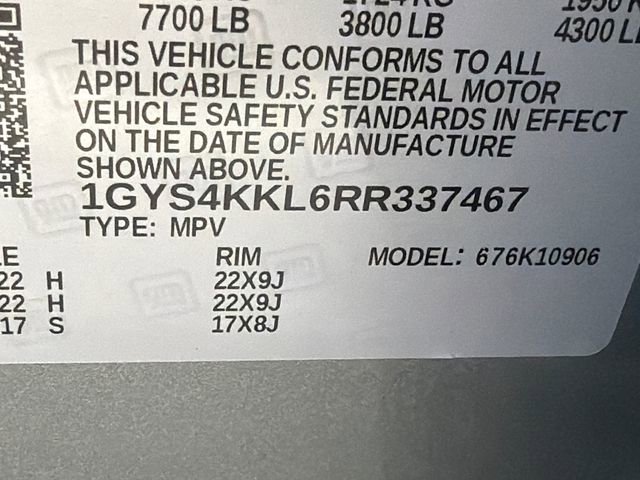 7700 LB 3800 LB 4300 L
THIS VEHICLE CONFORMS TO ALL
APPLICABLE U.S. FEDERAL MOTOR
VEHICLE SAFETY STANDARDS IN EFFECT
ON THE DATE OF MANUFACTURE
SHOWN ABOVE.
1GYS4KKL6RR337467
TYPE: MPV
RIM MODEL: 676K10906
22 H 22X9J
22 H 22X9J
17 S 17X8J